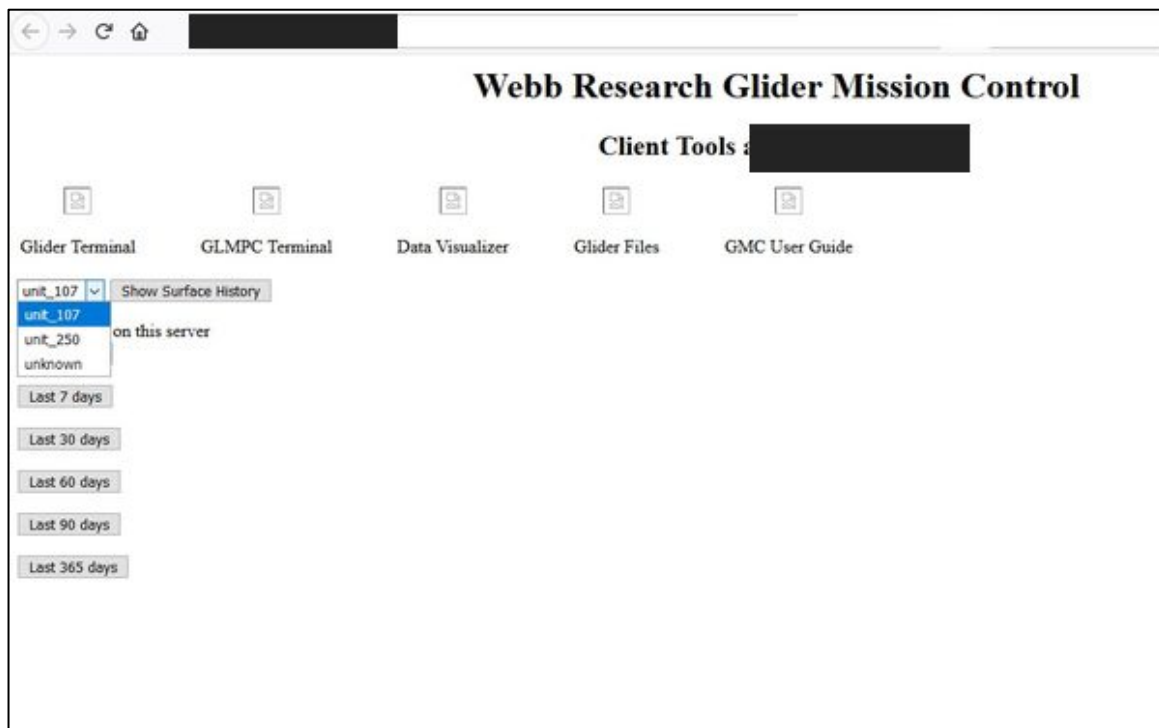 Webb Research Glider Mission Control
Client Tools
Glider Terminal GLMPC Terminal Data Visualizer Glider Files GMC User Guide
unit_107 Show Surface History
unit_107
on this server
unit_250
unknown
Last 7 days
Last 30 days
Last 60 days
Last 90 days
Last 365 days